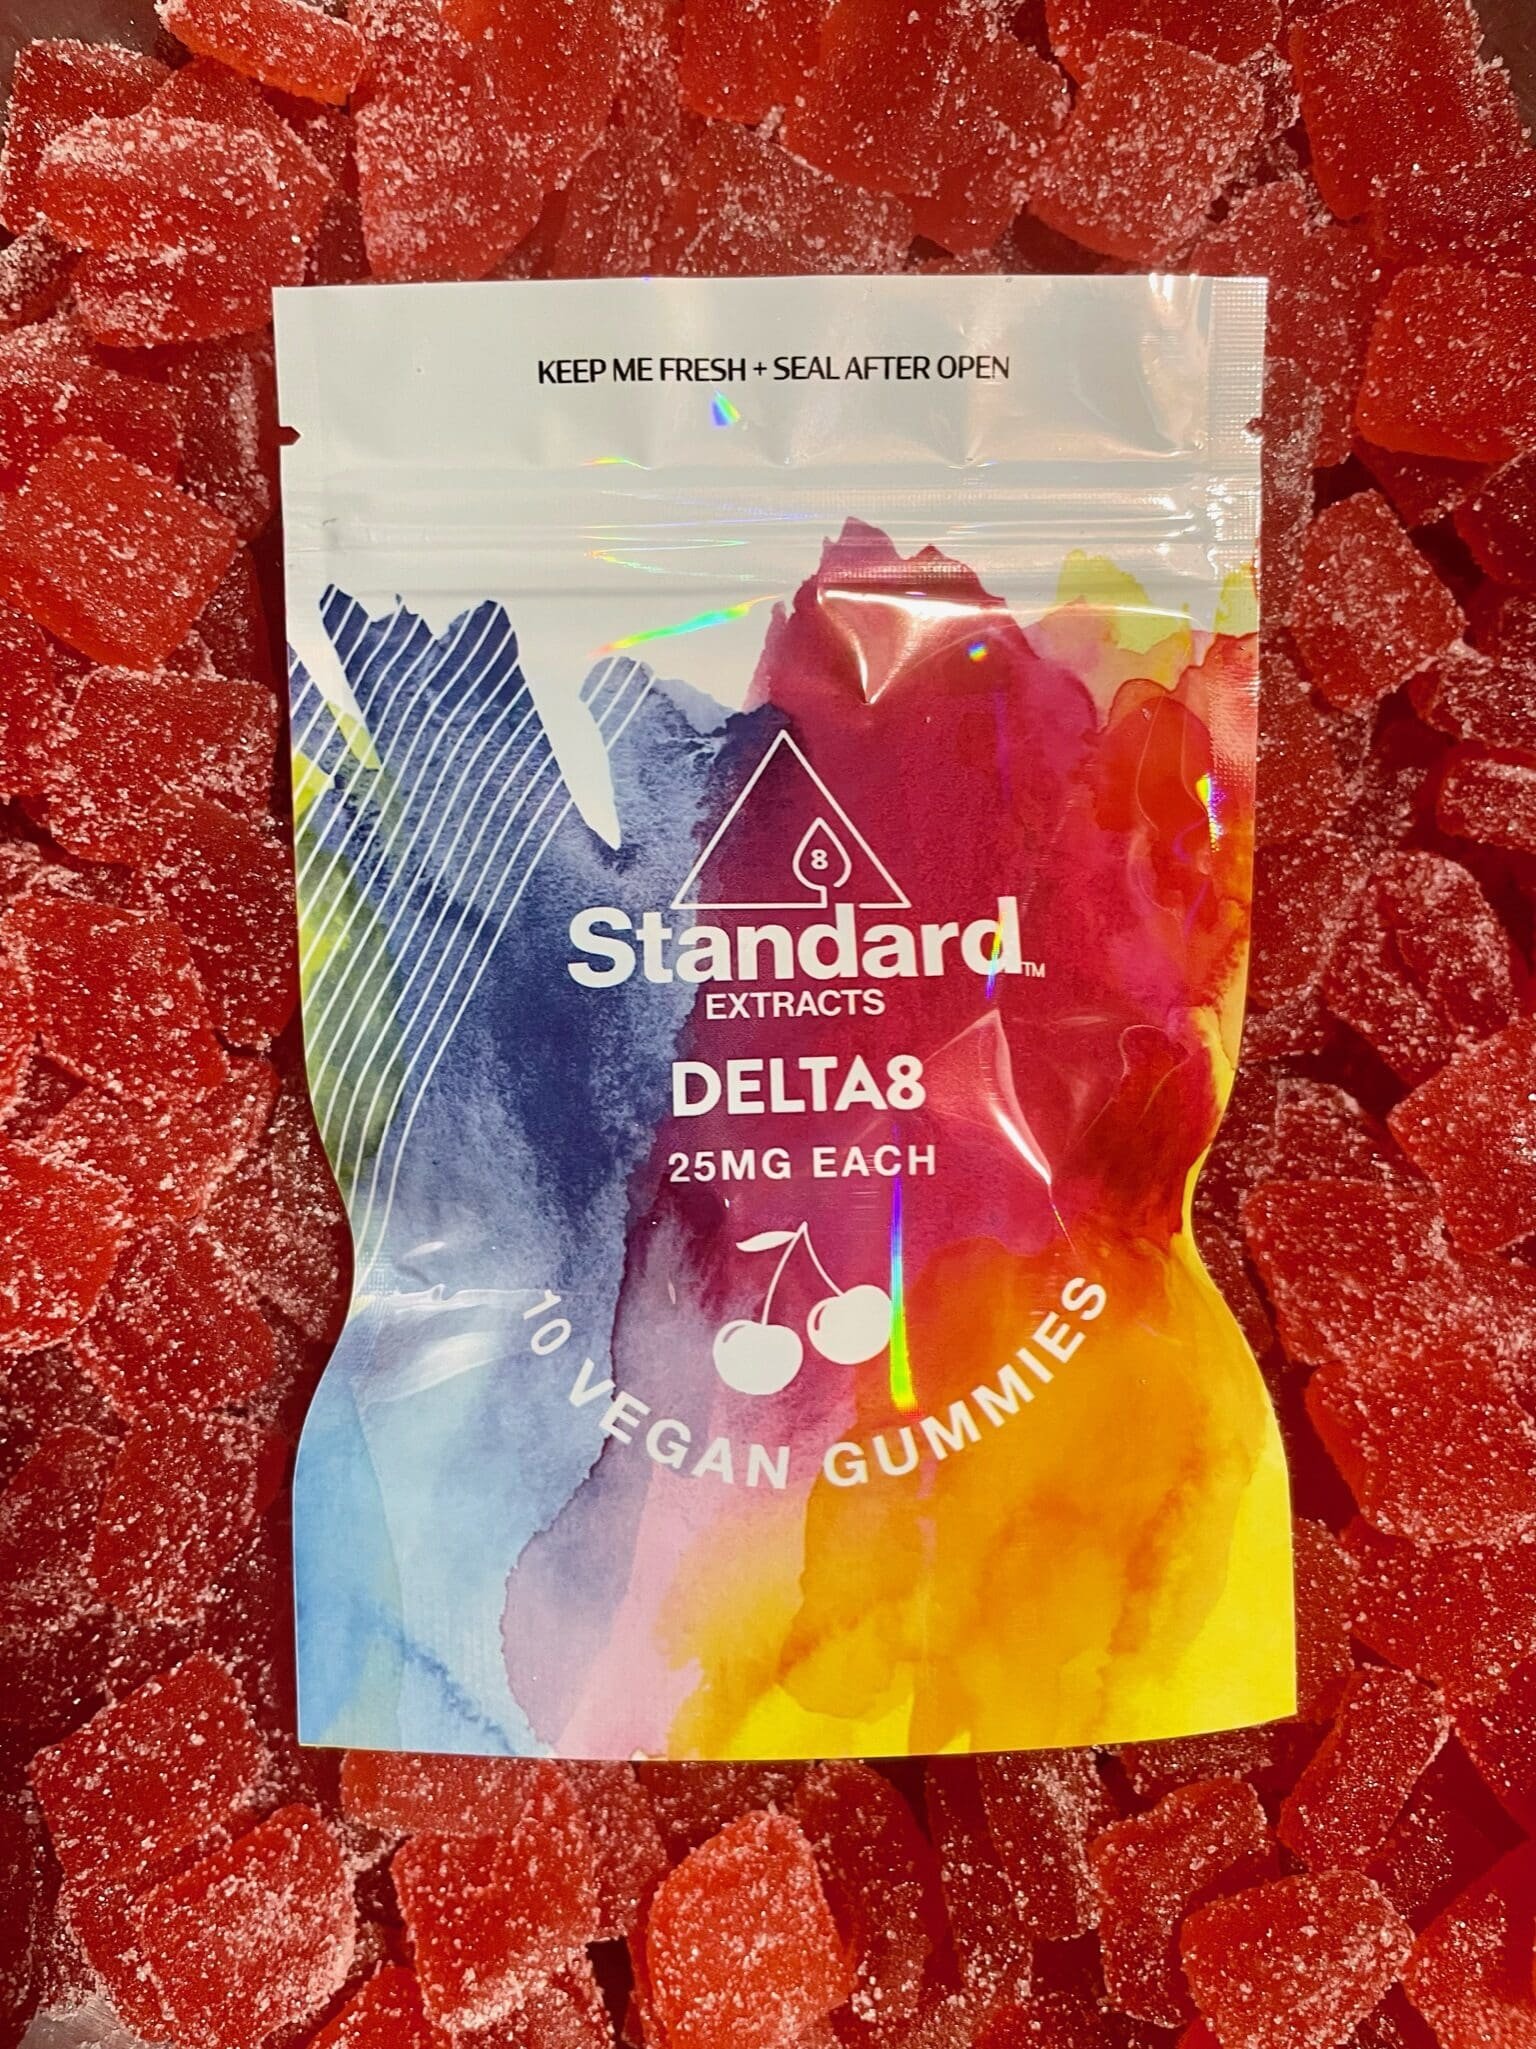 KEEP ME FRESH + SEAL AFTER OPEN
8
Standard™
EXTRACTS
DELTA8
25MG EACH
10 VEGAN GUMMIES